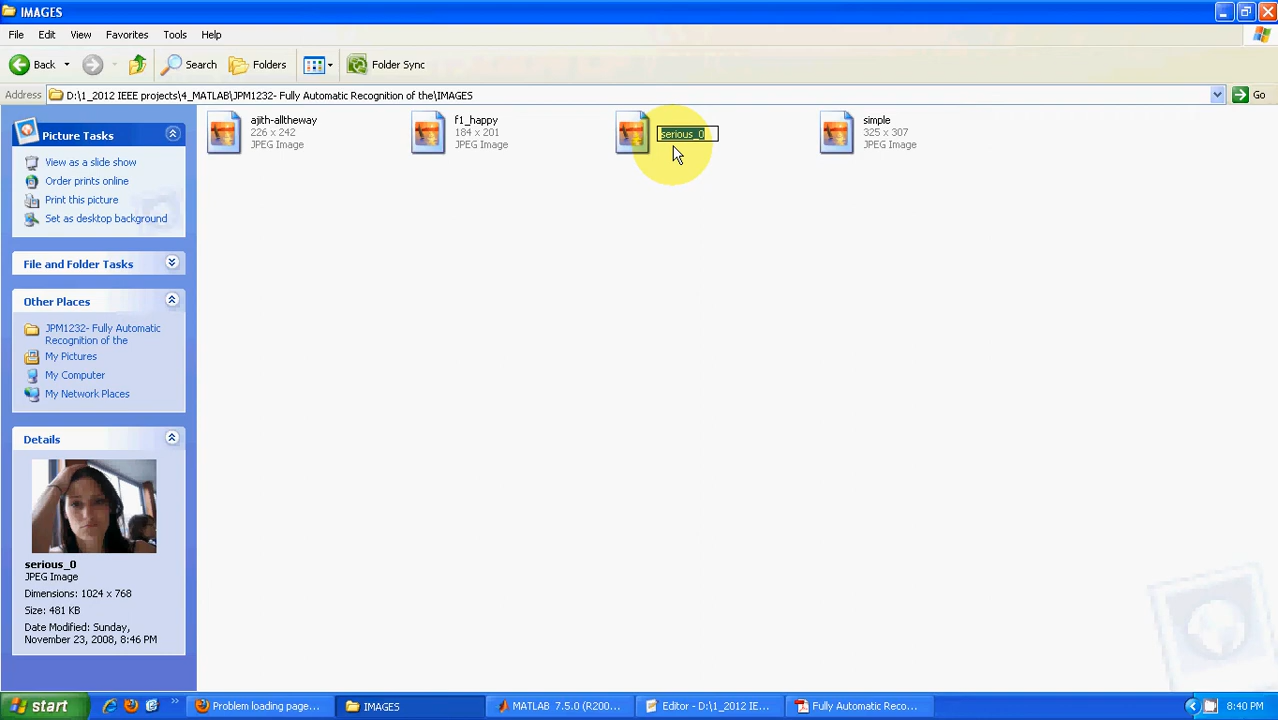 IMAGES
File Edit View Favorites Tools Help
Back Search Folders Folder Sync
Address D:\1_2012 IEEE projects\4_MATLAB\JPM1232- Fully Automatic Recognition of the\IMAGES Go
Picture Tasks
View as a slide show
Order prints online
Print this picture
Set as desktop background
File and Folder Tasks
Other Places
JPM1232- Fully Automatic
Recognition of the
My Pictures
My Computer
My Network Places
Details
serious_0
JPEG Image
Dimensions: 1024 x 768
Size: 481 KB
Date Modified: Sunday,
November 23, 2008, 8:46 PM
ajith-alltheway
226 x 242
JPEG Image
f1_happy
184 x 201
JPEG Image
serious_0
simple
325 x 307
JPEG Image
start Problem loading page... IMAGES MATLAB 7.5.0 (R200... Editor - D:\1_2012 IE... Fully Automatic Reco... 8:40 PM